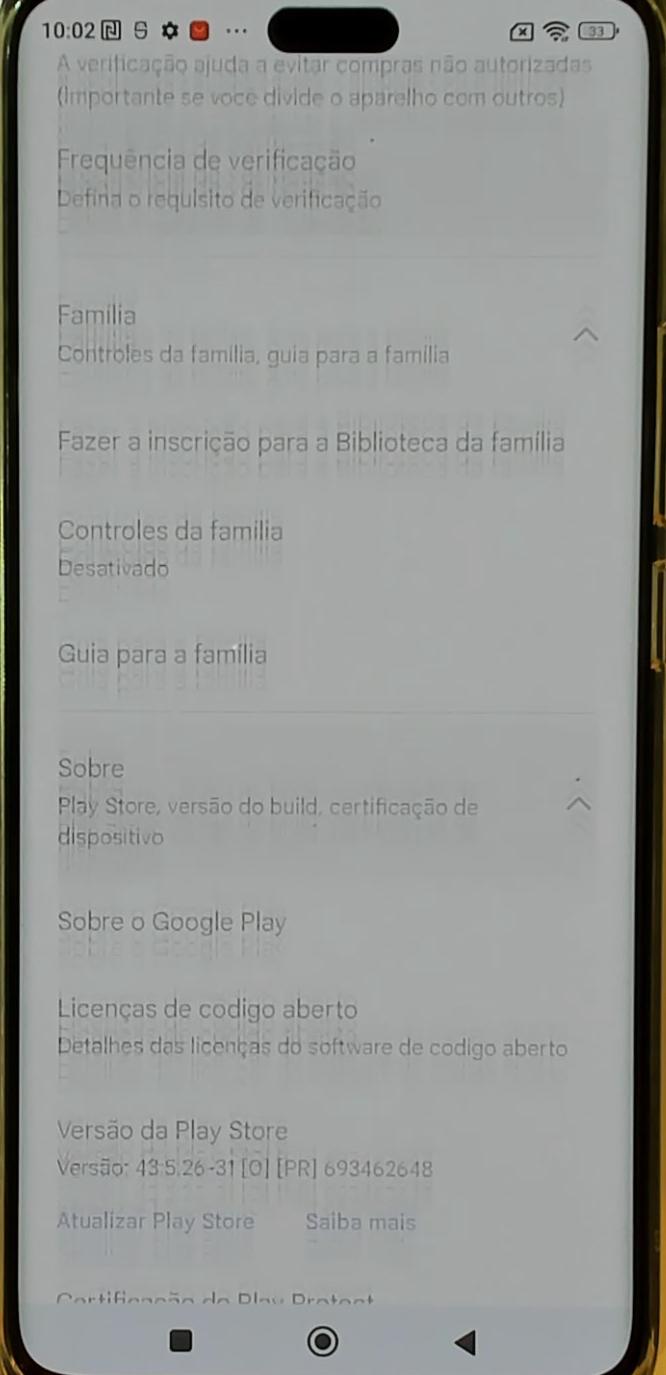 10:02
33
A verificação ajuda a evitar compras não autorizadas
(Importante se voce divide o aparelho com outros)
Frequência de verificação
Defina o requisito de verificação
Família
Controles da família, guia para a família
Fazer a inscrição para a Biblioteca da família
Controles da família
Desativado
Guia para a família
Sobre
Play Store, versão do build, certificação de
dispositivo
Sobre o Google Play
Licenças de codigo aberto
Detalhes das licenças do software de codigo aberto
Versão da Play Store
Versão: 43.5.26-31 [0] [PR] 693462648
Atualizar Play Store Saiba mais
Certificação do Play Protect